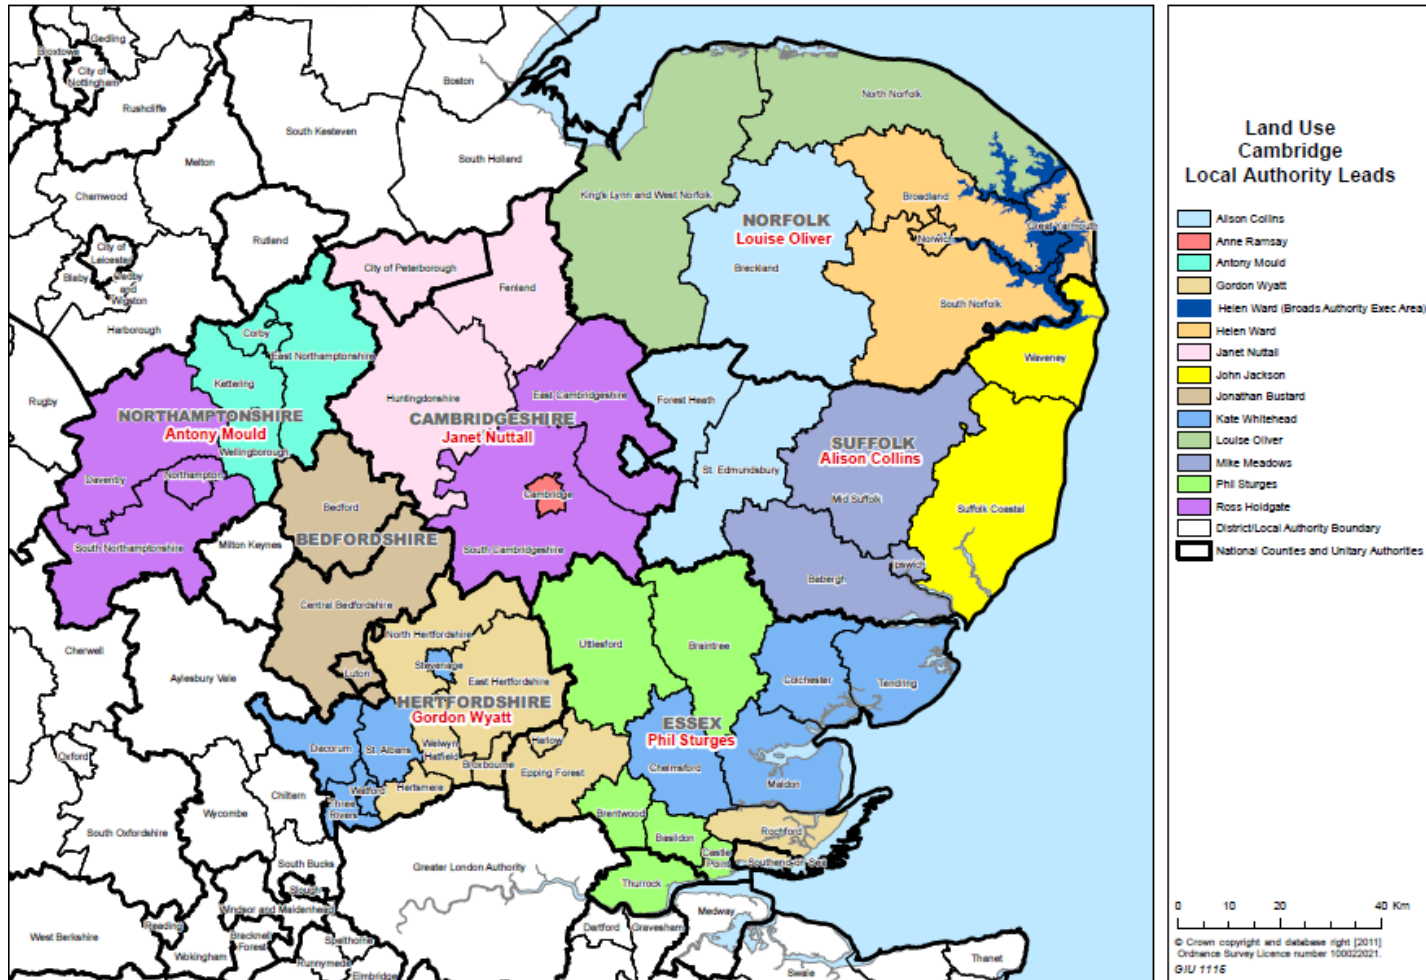 Gedling
Broxtowe
City of
Nottingham
Rushcliffe
Boston
South Kesteven
South Holland
Melton
Charnwood
Rutland
City of
Leicester
Oadby
and
Wigston
Blaby
Harborough
North Norfolk
King's Lynn and West Norfolk
Broadland
NORFOLK
Louise Oliver
Great Yarmouth
Norwich
Breckland
South Norfolk
City of Peterborough
Fenland
Corby
East Northamptonshire
Kettering
Waveney
Rugby
Huntingdonshire
East Cambridgeshire
Forest Heath
NORTHAMPTONSHIRE
Antony Mould
CAMBRIDGESHIRE
Janet Nuttall
SUFFOLK
Alison Collins
Wellingborough
Daventry
Northampton
St. Edmundsbury
Cambridge
Mid Suffolk
Bedford
Suffolk Coastal
BEDFORDSHIRE
South Northamptonshire
Milton Keynes
South Cambridgeshire
Ipswich
Babergh
Central Bedfordshire
North Hertfordshire
Uttlesford
Braintree
Cherwell
Aylesbury Vale
Luton
Stevenage
East Hertfordshire
Colchester
Tendring
HERTFORDSHIRE
Gordon Wyatt
ESSEX
Phil Sturges
Dacorum
St. Albans
Welwyn
Hatfield
Harlow
Broxbourne
Epping Forest
Chelmsford
Maldon
Oxford
Chiltern
Three
Rivers
Watford
Hertsmere
Wycombe
South Oxfordshire
Brentwood
Basildon
Castle
Point
Rochford
Southend-on-Sea
South Bucks
Greater London Authority
Thurrock
Slough
Windsor and Maidenhead
Reading
West Berkshire
Wokingham
Bracknell
Forest
Spelthorne
Runnymede
Elmbridge
Dartford
Gravesham
Medway
Swale
Thanet
Land Use
Cambridge
Local Authority Leads
Alison Collins
Anne Ramsay
Antony Mould
Gordon Wyatt
Helen Ward (Broads Authority Exec Area)
Helen Ward
Janet Nuttall
John Jackson
Jonathan Bustard
Kate Whitehead
Louise Oliver
Mike Meadows
Phil Sturges
Ross Holdgate
District/Local Authority Boundary
National Counties and Unitary Authorities
0 10 20 40 Km
© Crown copyright and database right [2011]
Ordnance Survey Licence number 100022021.
GIU 1115